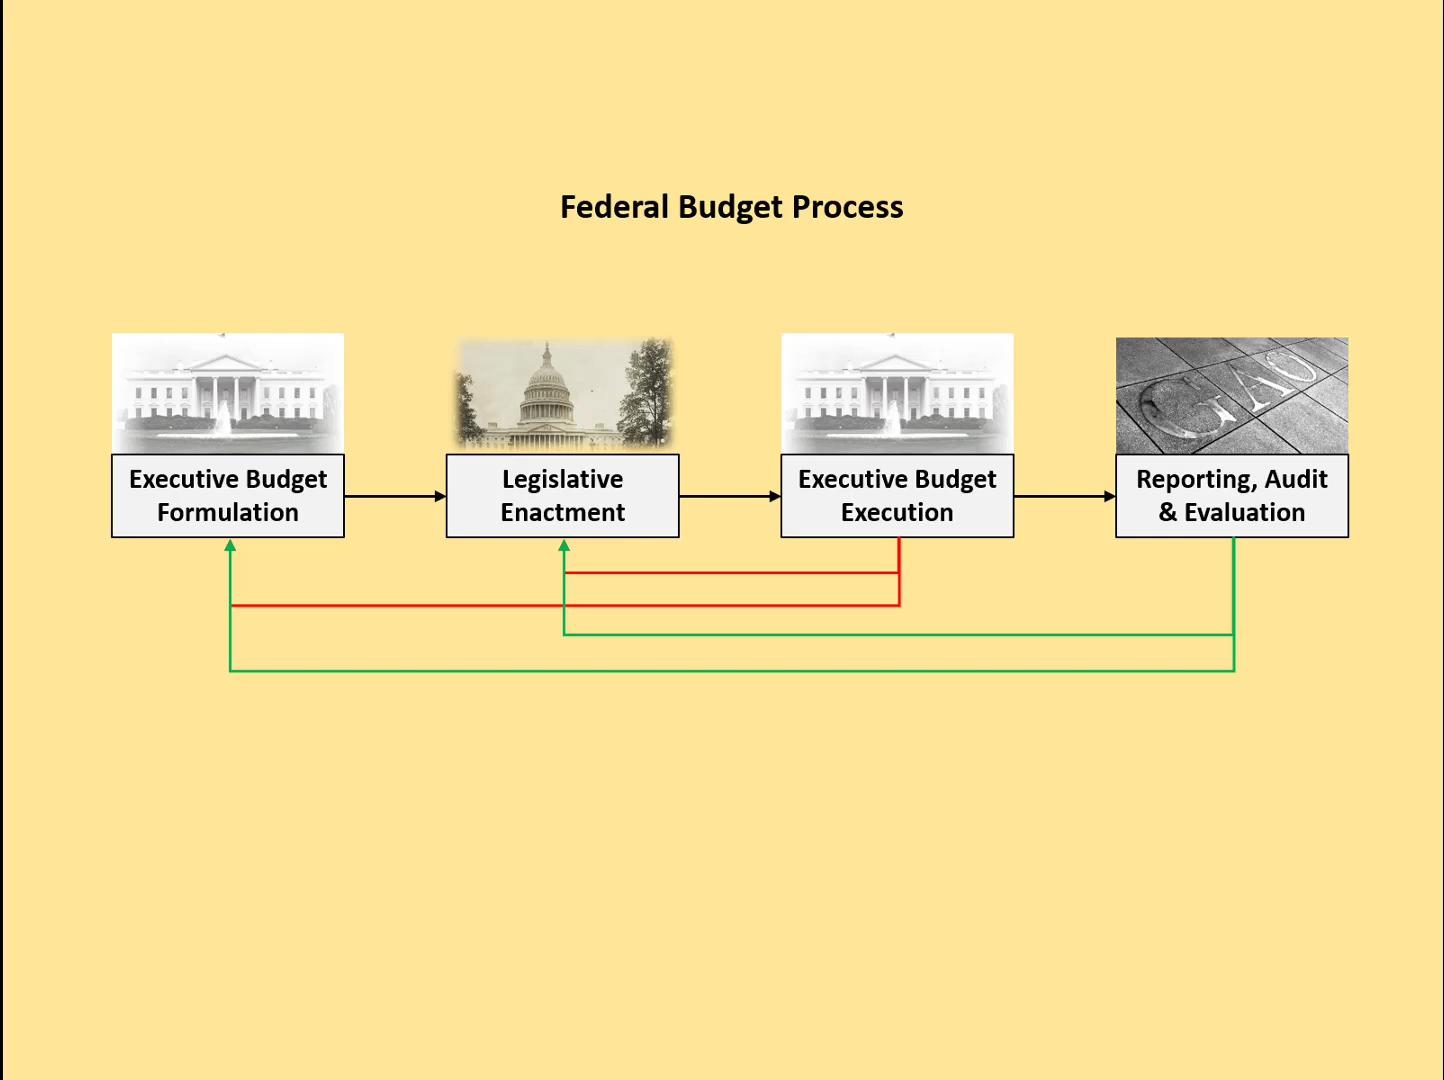 Federal Budget Process
GAO
Executive Budget
Formulation
Legislative
Enactment
Executive Budget
Execution
Reporting, Audit
& Evaluation